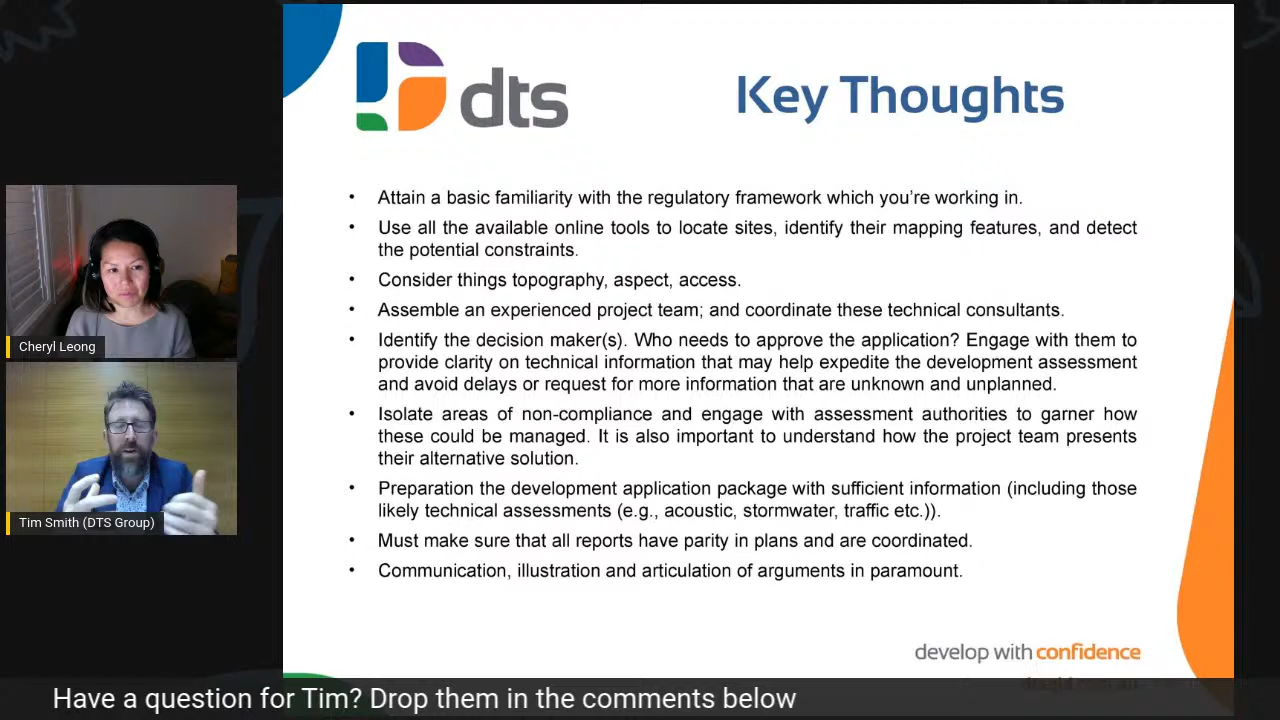 dts
Key Thoughts
• Attain a basic familiarity with the regulatory framework which you’re working in.
• Use all the available online tools to locate sites, identify their mapping features, and detect
the potential constraints.
• Consider things topography, aspect, access.
• Assemble an experienced project team; and coordinate these technical consultants.
• Identify the decision maker(s). Who needs to approve the application? Engage with them to
provide clarity on technical information that may help expedite the development assessment
and avoid delays or request for more information that are unknown and unplanned.
• Isolate areas of non-compliance and engage with assessment authorities to garner how
these could be managed. It is also important to understand how the project team presents
their alternative solution.
• Preparation the development application package with sufficient information (including those
likely technical assessments (e.g., acoustic, stormwater, traffic etc.)).
• Must make sure that all reports have parity in plans and are coordinated.
• Communication, illustration and articulation of arguments in paramount.
develop with confidence
Cheryl Leong
Tim Smith (DTS Group)
Have a question for Tim? Drop them in the comments below